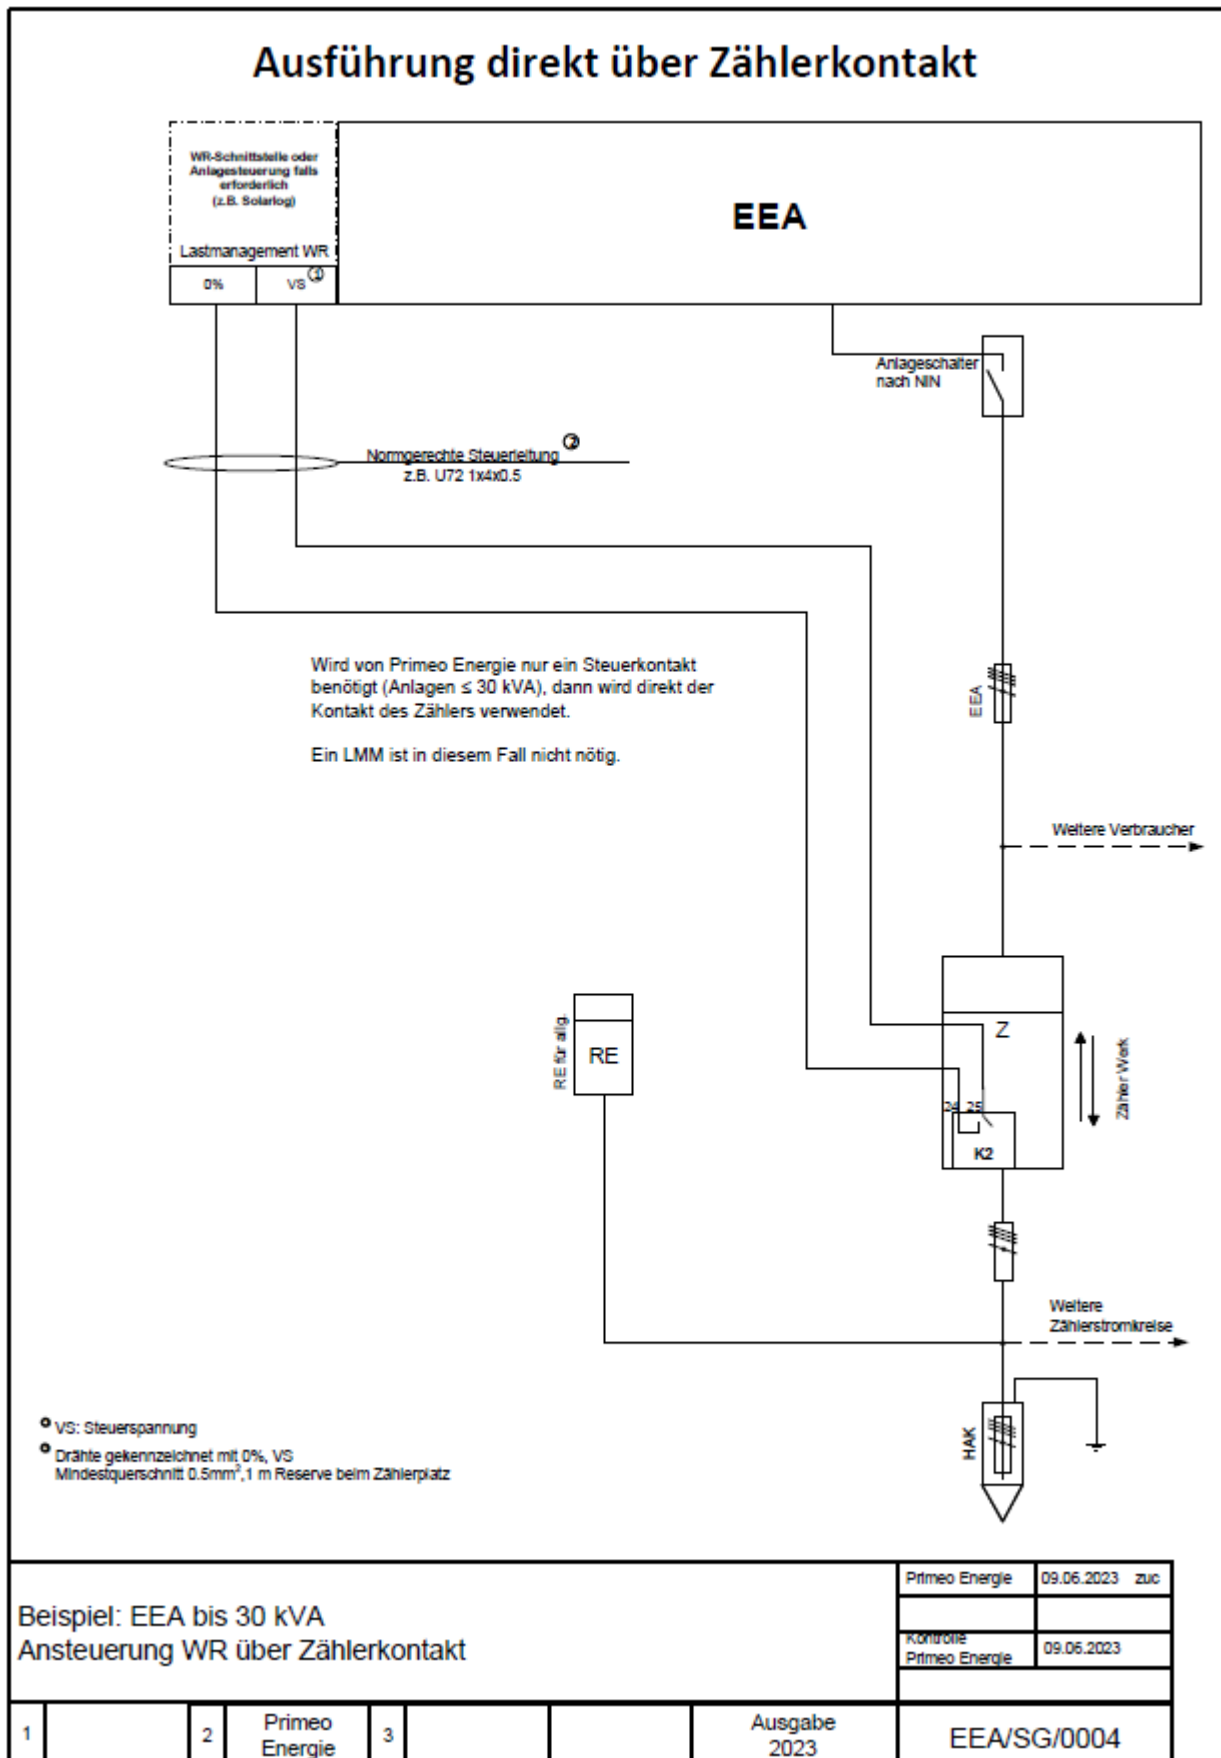 Ausführung direkt über Zählerkontakt
WR-Schnittstelle oder
Anlagesteuerung falls
erforderlich
(z.B. Solarlog)
Lastmanagement WR
0%
VS ①
EEA
Anlageschalter
nach NIN
Normgerechte Steuerleitung ②
z.B. U72 1x4x0.5
Wird von Primeo Energie nur ein Steuerkontakt
benötigt (Anlagen ≤ 30 kVA), dann wird direkt der
Kontakt des Zählers verwendet.
Ein LMM ist in diesem Fall nicht nötig.
EEA
Weitere Verbraucher
RE für allg.
RE
Z
Zähler Werk
24 25
K2
Weitere
Zählerstromkreise
HAK
VS: Steuerspannung
Drähte gekennzeichnet mit 0%, VS
Mindestquerschnitt 0.5mm²,1 m Reserve beim Zählerplatz
Beispiel: EEA bis 30 kVA
Ansteuerung WR über Zählerkontakt
Primeo Energie 09.06.2023 zuc
Kontrolle
Primeo Energie 09.06.2023
1
2
Primeo
Energie
3
Ausgabe
2023
EEA/SG/0004